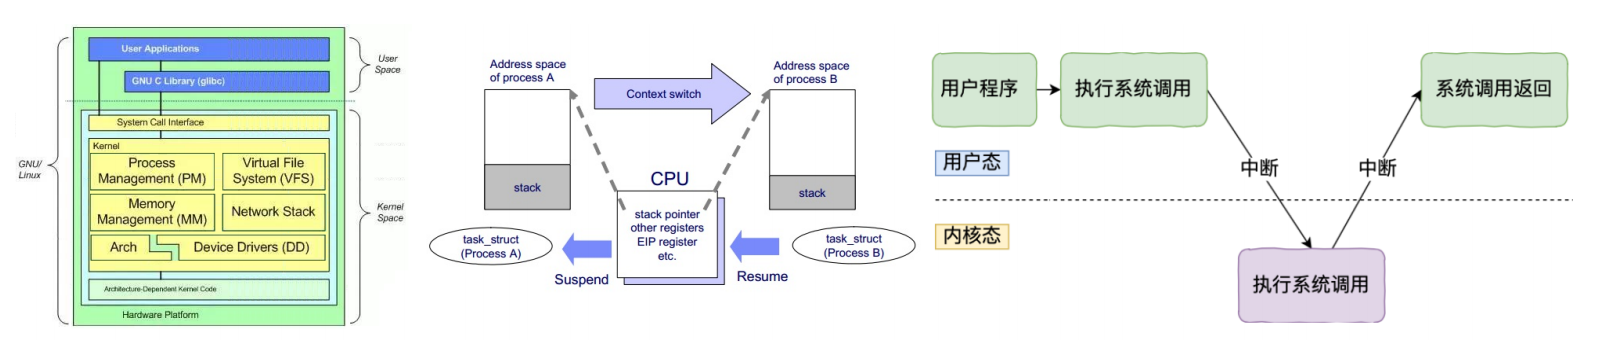 User Applications
GNU C Library (glibc)
User
Space
System Call Interface
Kernel
Process
Management (PM)
Virtual File
System (VFS)
Memory
Management (MM)
Network Stack
Arch
Device Drivers (DD)
Architecture-Dependent Kernel Code
Hardware Platform
GNU/
Linux
Kernel
Space
Address space
of process A
Context switch
Address space
of process B
stack
stack
CPU
stack pointer
other registers
EIP register
etc.
task_struct
(Process A)
Suspend
Resume
task_struct
(Process B)
用户程序
执行系统调用
系统调用返回
用户态
中断
中断
内核态
执行系统调用